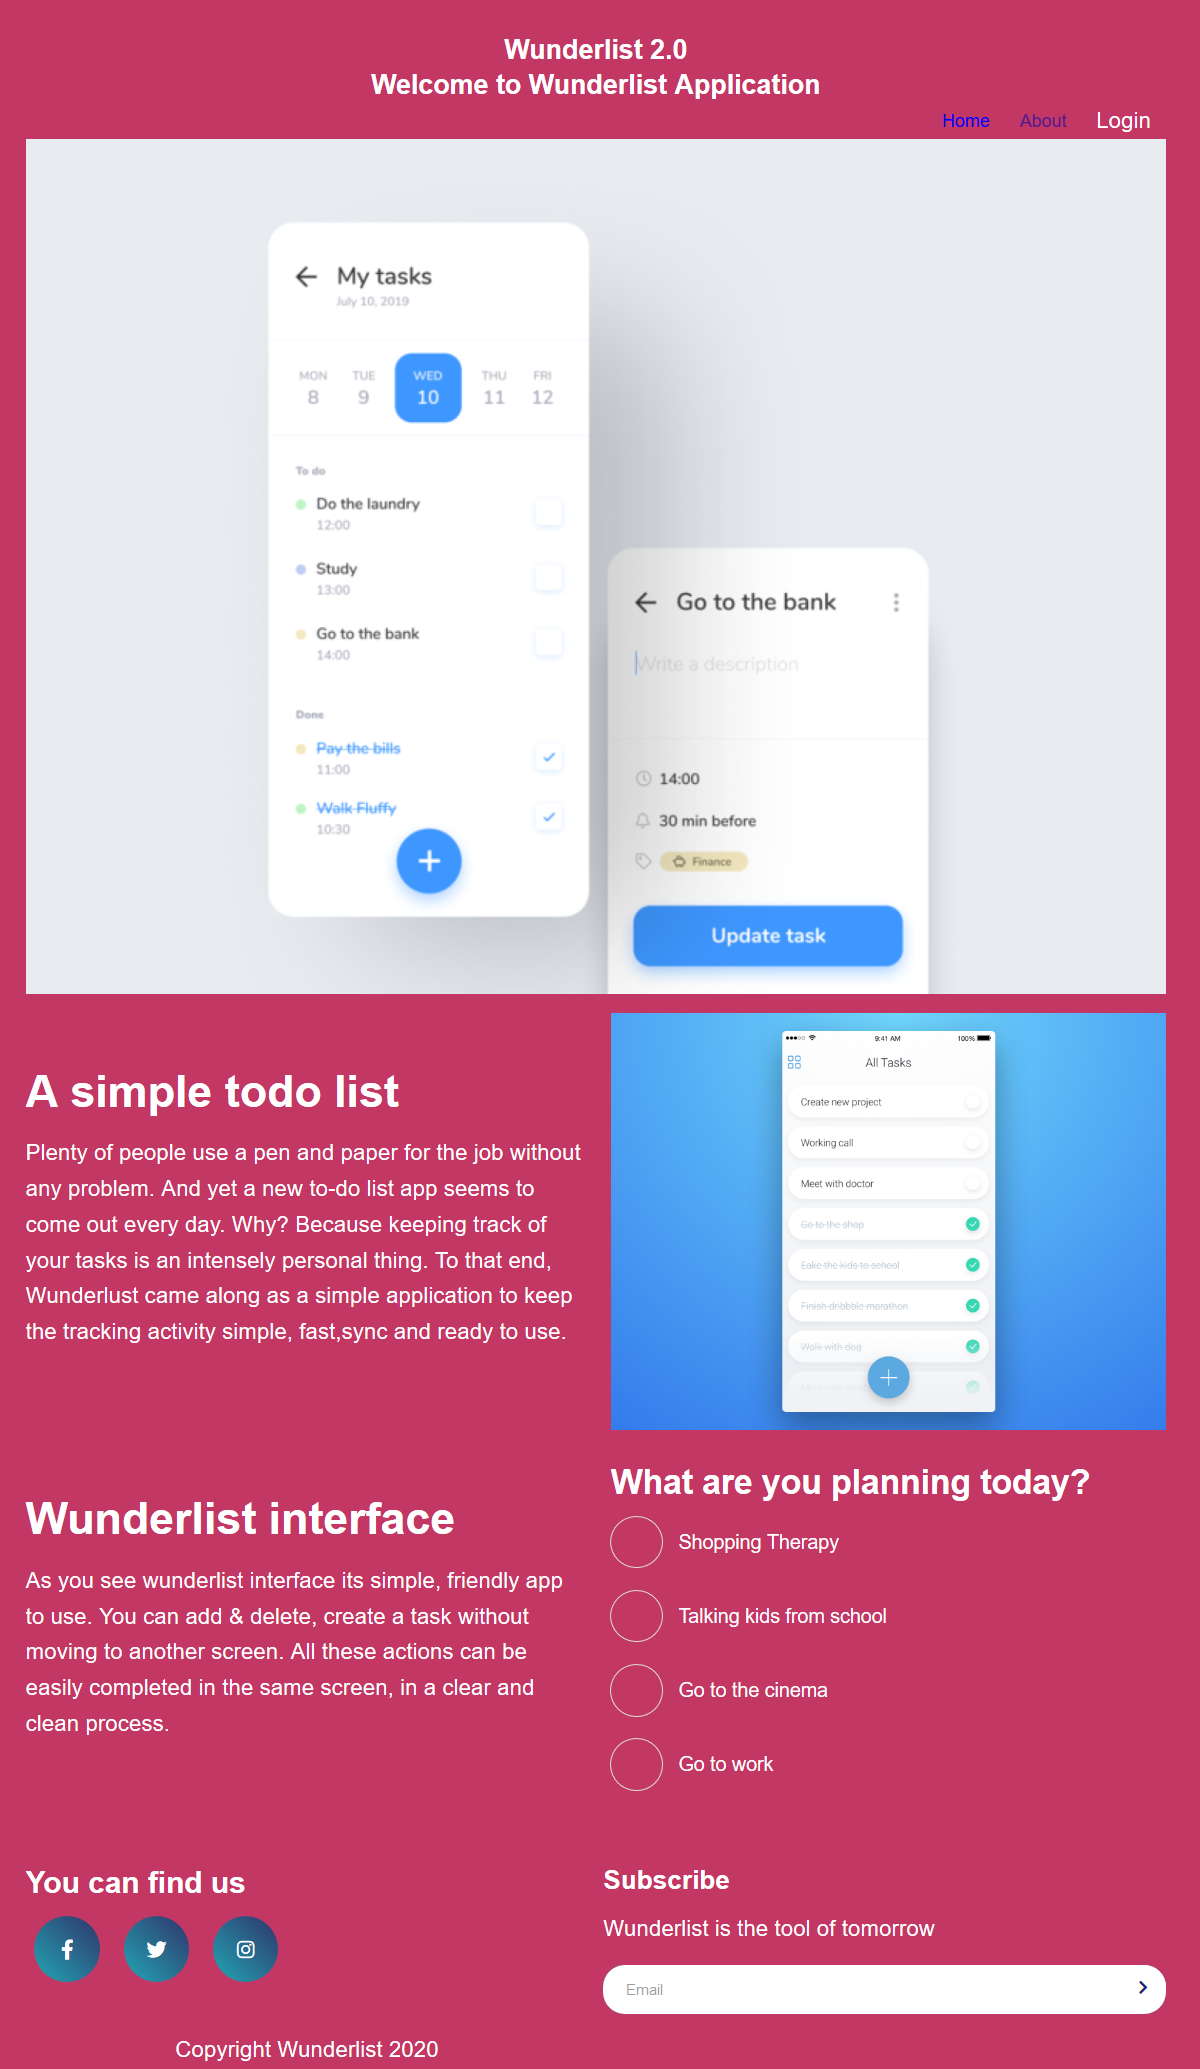 Wunderlist 2.0
Welcome to Wunderlist Application
Home About Login
My tasks
July 10, 2019
MON TUE WED THU FRI
8 9 10 11 12
To do
Do the laundry
12:00
Study
13:00
Go to the bank
14:00
Done
Pay the bills
11:00
Walk Fluffy
10:30
Go to the bank
Write a description
14:00
30 min before
Finance
Update task
A simple todo list
Plenty of people use a pen and paper for the job without
any problem. And yet a new to-do list app seems to
come out every day. Why? Because keeping track of
your tasks is an intensely personal thing. To that end,
Wunderlust came along as a simple application to keep
the tracking activity simple, fast,sync and ready to use.
9:41 AM 100%
All Tasks
Create new project
Working call
Meet with doctor
Go to the shop
Eake the kids to school
Finish dribbble marathon
Walk with dog
Wunderlist interface
As you see wunderlist interface its simple, friendly app
to use. You can add & delete, create a task without
moving to another screen. All these actions can be
easily completed in the same screen, in a clear and
clean process.
What are you planning today?
Shopping Therapy
Talking kids from school
Go to the cinema
Go to work
You can find us
Subscribe
Wunderlist is the tool of tomorrow
Email
Copyright Wunderlist 2020